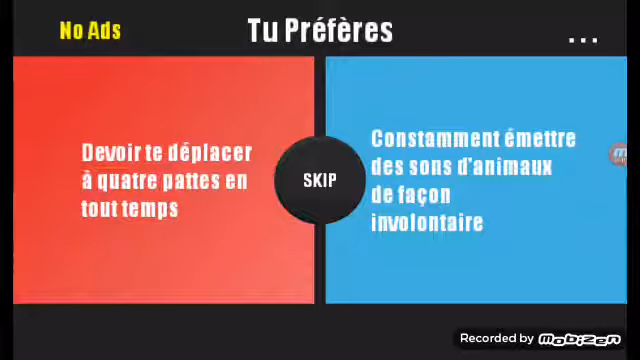 No Ads
Tu Préfères
...
Devoir te déplacer
à quatre pattes en
tout temps
SKIP
Constamment émettre
des sons d'animaux
de façon
involontaire
Recorded by Mobizen